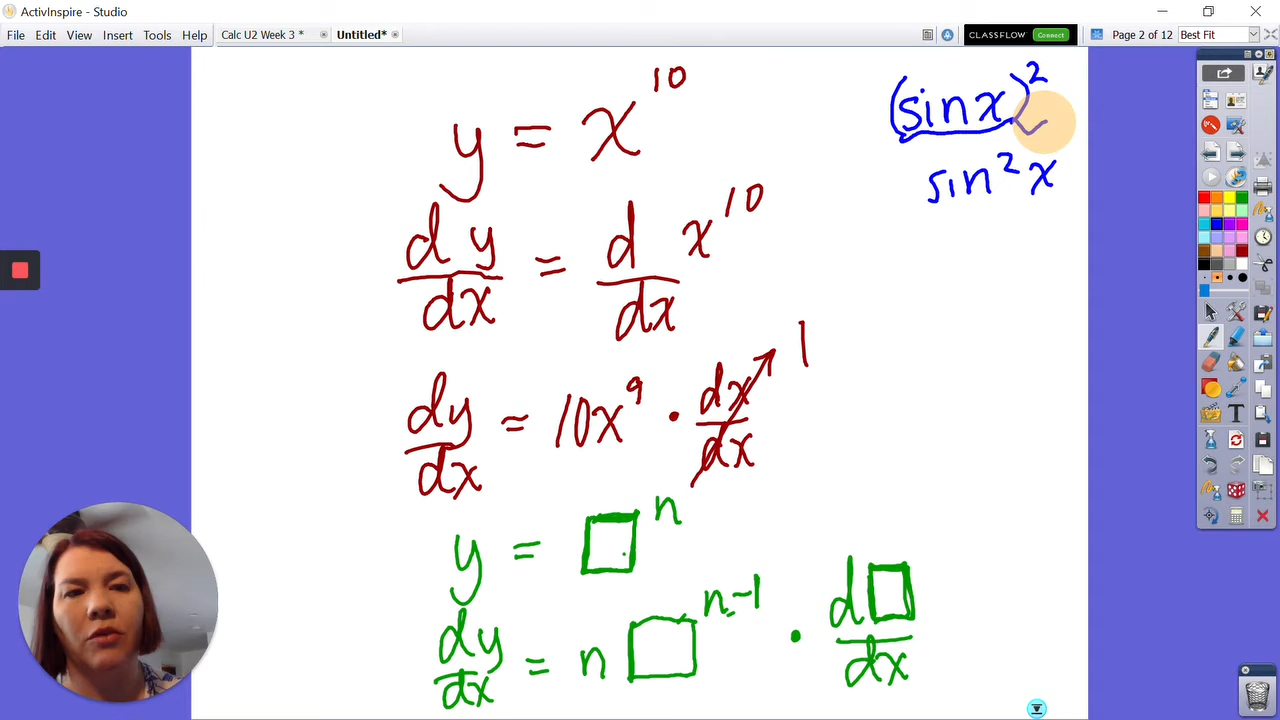 ActivInspire - Studio
File Edit View Insert Tools Help
Calc U2 Week 3 *
Untitled*
CLASSFLOW Connect
Page 2 of 12
Best Fit
y = x^10
dy/dx = d/dx x^10
dy/dx = 10x^9 · dx/dx 1
y = □^n
dy/dx = n □^(n-1) · d□/dx
(sin x)^2
sin^2 x